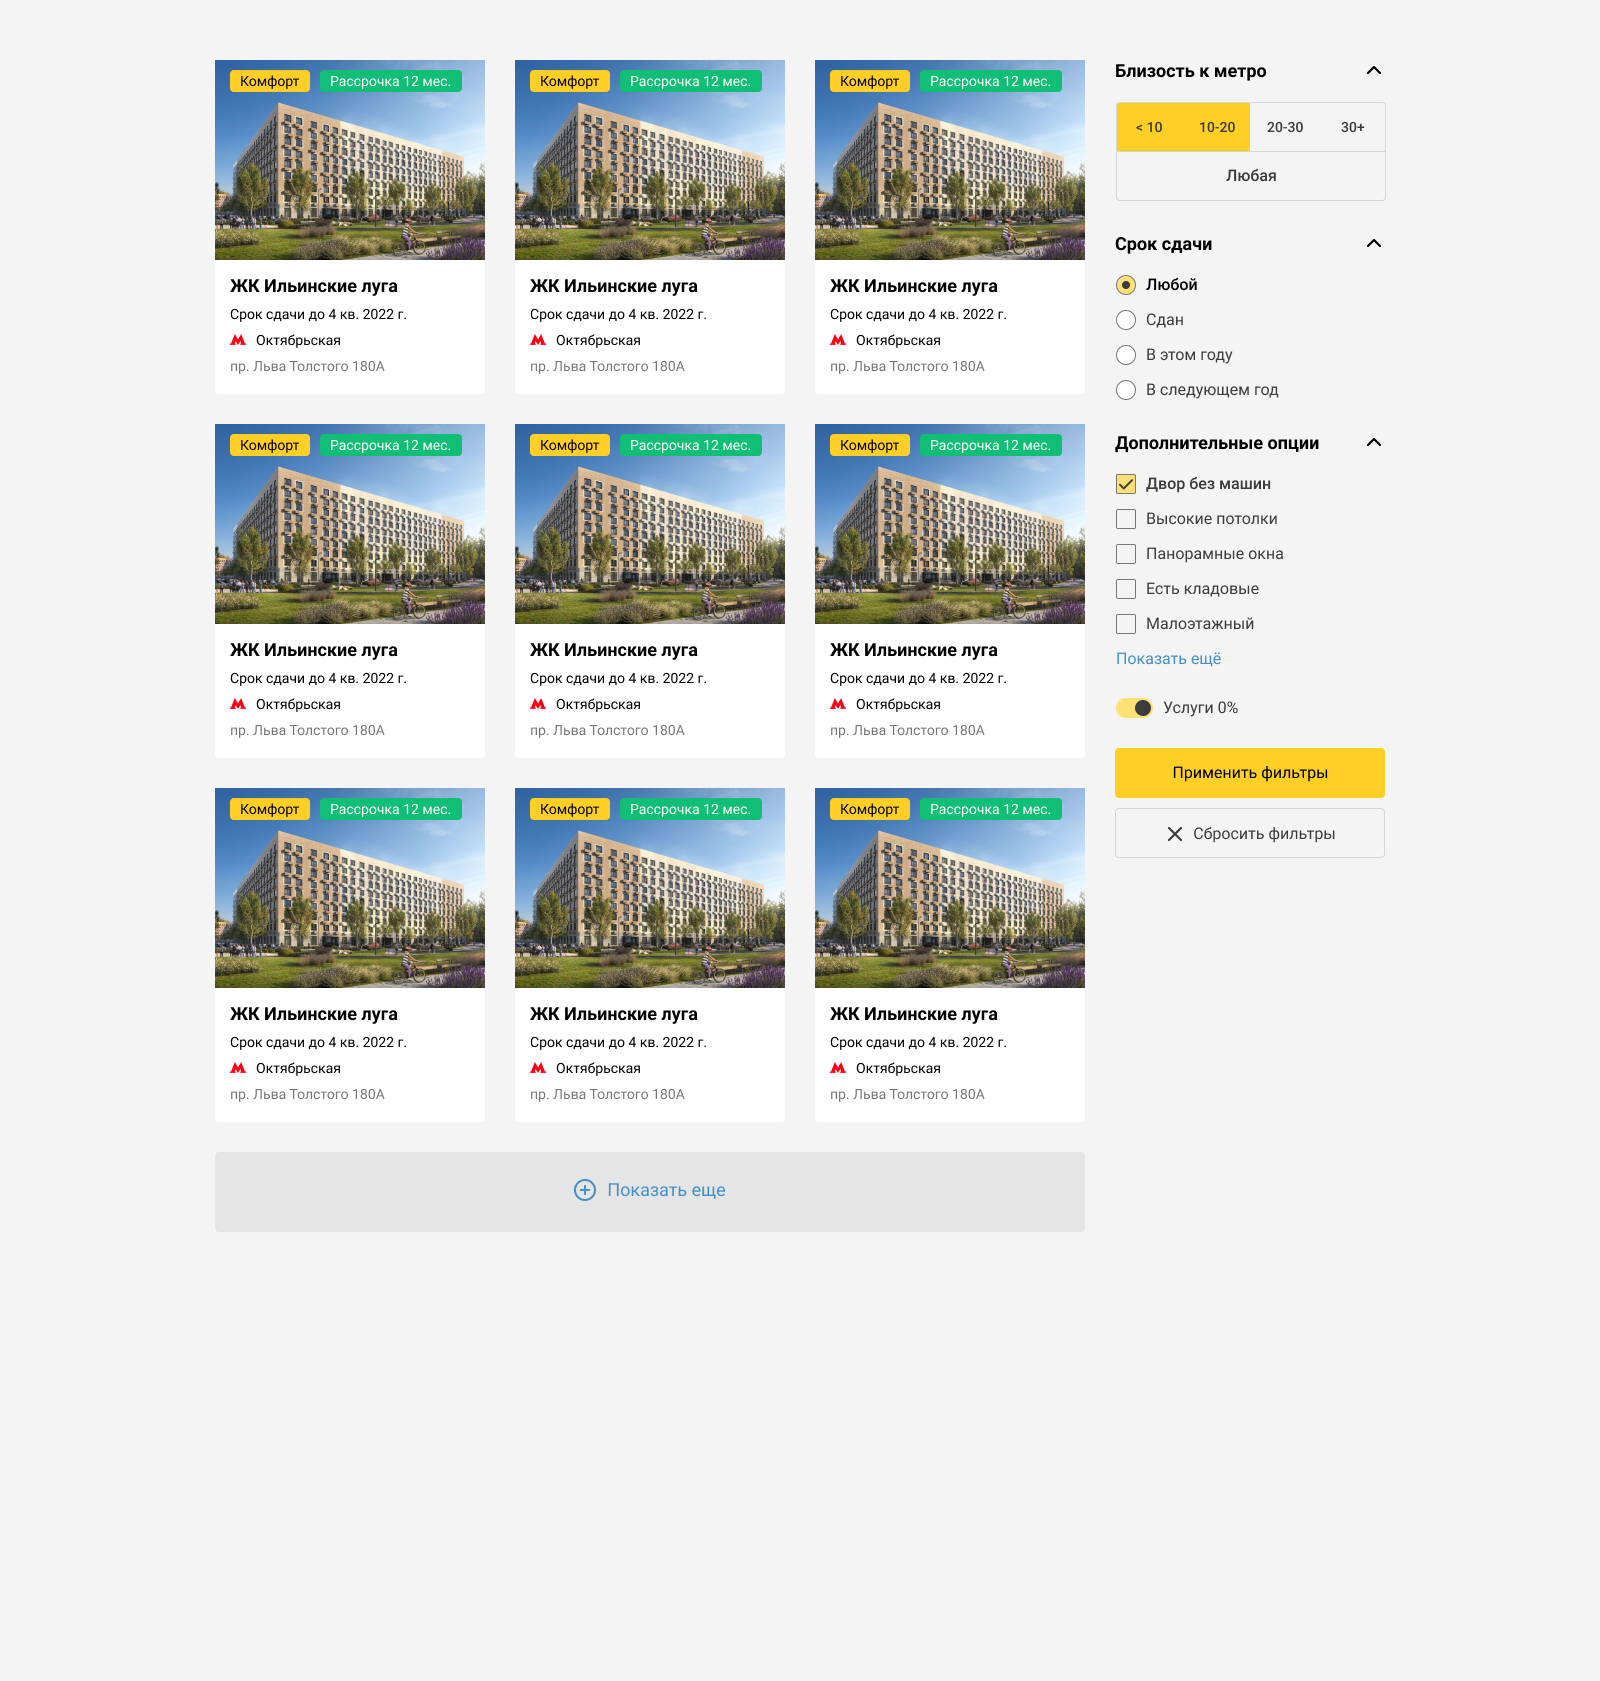 Комфорт Рассрочка 12 мес.
ЖК Ильинские луга
Срок сдачи до 4 кв. 2022 г.
Октябрьская
пр. Льва Толстого 180А
Комфорт Рассрочка 12 мес.
ЖК Ильинские луга
Срок сдачи до 4 кв. 2022 г.
Октябрьская
пр. Льва Толстого 180А
Комфорт Рассрочка 12 мес.
ЖК Ильинские луга
Срок сдачи до 4 кв. 2022 г.
Октябрьская
пр. Льва Толстого 180А
Комфорт Рассрочка 12 мес.
ЖК Ильинские луга
Срок сдачи до 4 кв. 2022 г.
Октябрьская
пр. Льва Толстого 180А
Комфорт Рассрочка 12 мес.
ЖК Ильинские луга
Срок сдачи до 4 кв. 2022 г.
Октябрьская
пр. Льва Толстого 180А
Комфорт Рассрочка 12 мес.
ЖК Ильинские луга
Срок сдачи до 4 кв. 2022 г.
Октябрьская
пр. Льва Толстого 180А
Комфорт Рассрочка 12 мес.
ЖК Ильинские луга
Срок сдачи до 4 кв. 2022 г.
Октябрьская
пр. Льва Толстого 180А
Комфорт Рассрочка 12 мес.
ЖК Ильинские луга
Срок сдачи до 4 кв. 2022 г.
Октябрьская
пр. Льва Толстого 180А
Комфорт Рассрочка 12 мес.
ЖК Ильинские луга
Срок сдачи до 4 кв. 2022 г.
Октябрьская
пр. Льва Толстого 180А
Показать еще
Близость к метро
< 10 10-20 20-30 30+
Любая
Срок сдачи
Любой
Сдан
В этом году
В следующем год
Дополнительные опции
Двор без машин
Высокие потолки
Панорамные окна
Есть кладовые
Малоэтажный
Показать ещё
Услуги 0%
Применить фильтры
Сбросить фильтры